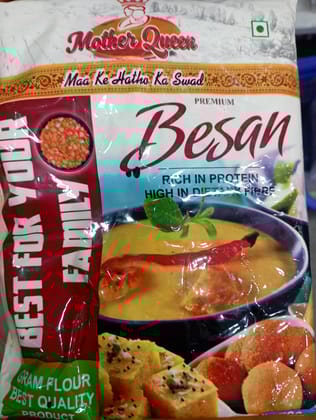 Mother Queen
Maa Ke Hatho Ka Swad
PREMIUM
Besan
RICH IN PROTEIN
HIGH IN DIETARY FIBRE
BEST FOR YOUR
FAMILY
GRAM FLOUR
BEST QUALITY
PRODUCT